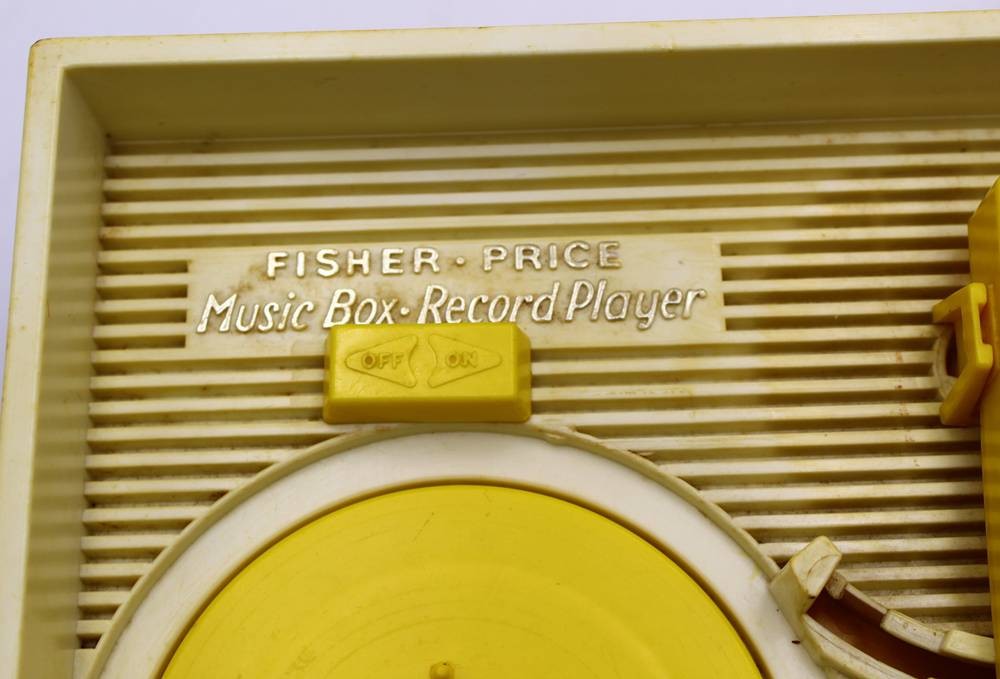 FISHER · PRICE
Music Box · Record Player
OFF ON